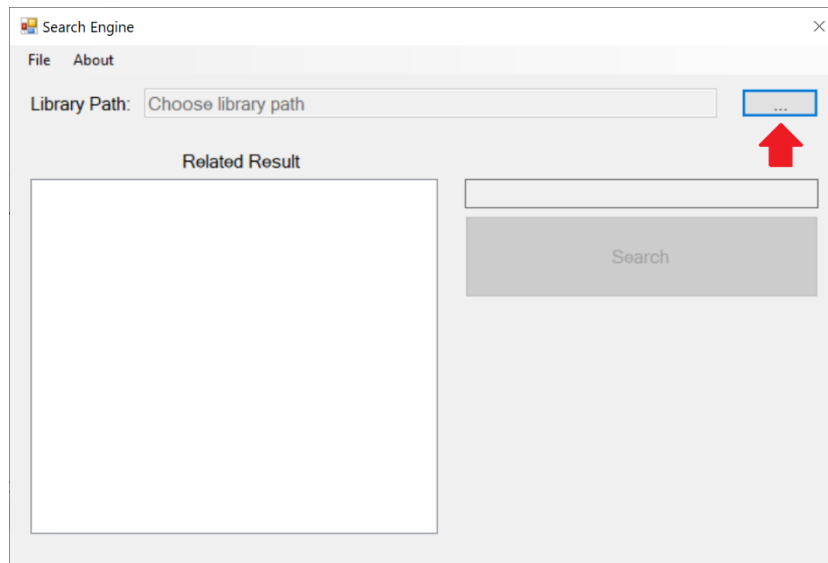 Search Engine
File About
Library Path: Choose library path ...
Related Result
Search